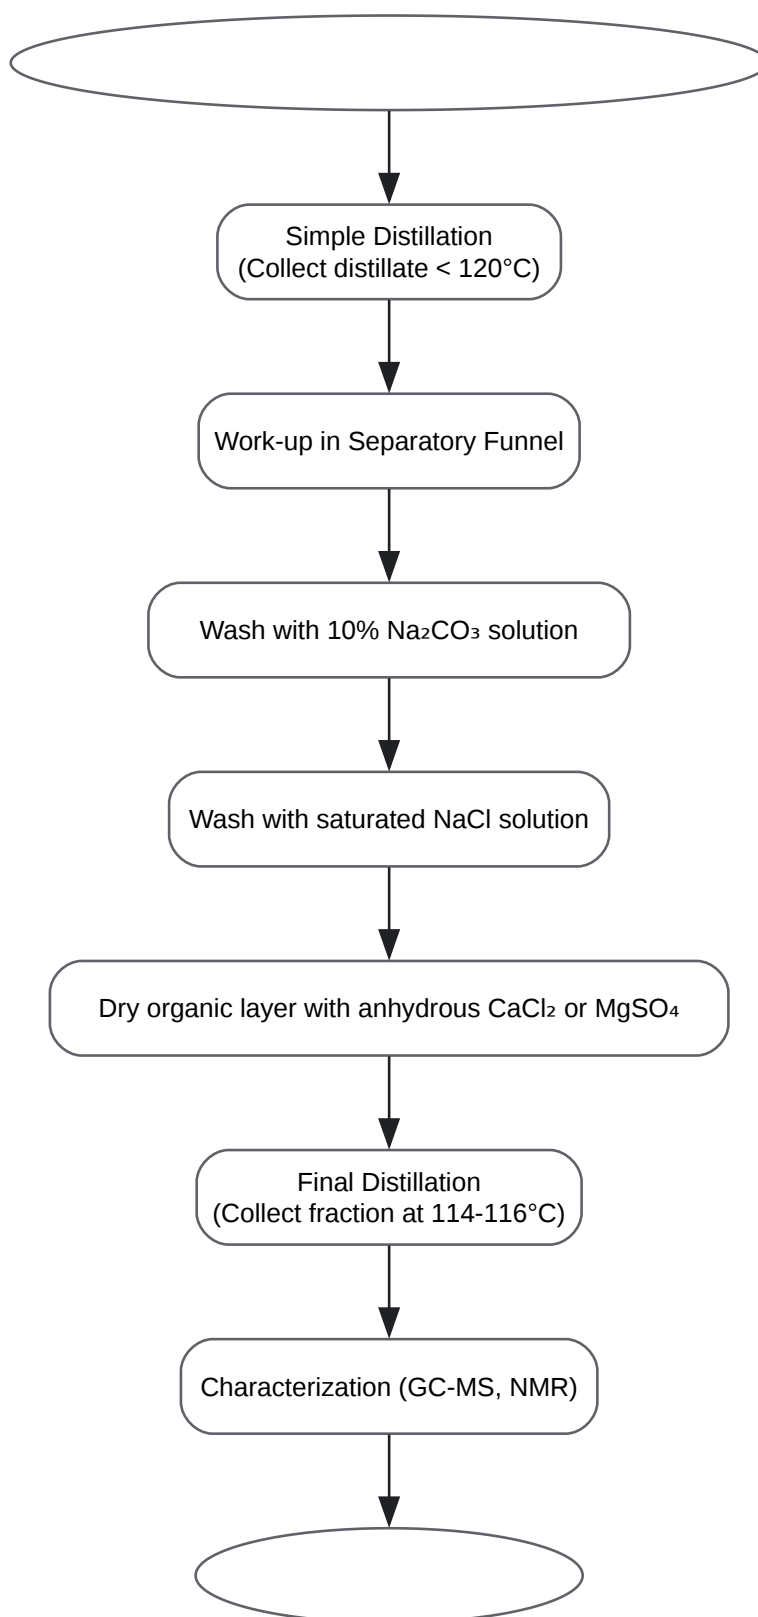 Simple Distillation
(Collect distillate < 120°C)
Work-up in Separatory Funnel
Wash with 10% Na₂CO₃ solution
Wash with saturated NaCl solution
Dry organic layer with anhydrous CaCl₂ or MgSO₄
Final Distillation
(Collect fraction at 114-116°C)
Characterization (GC-MS, NMR)